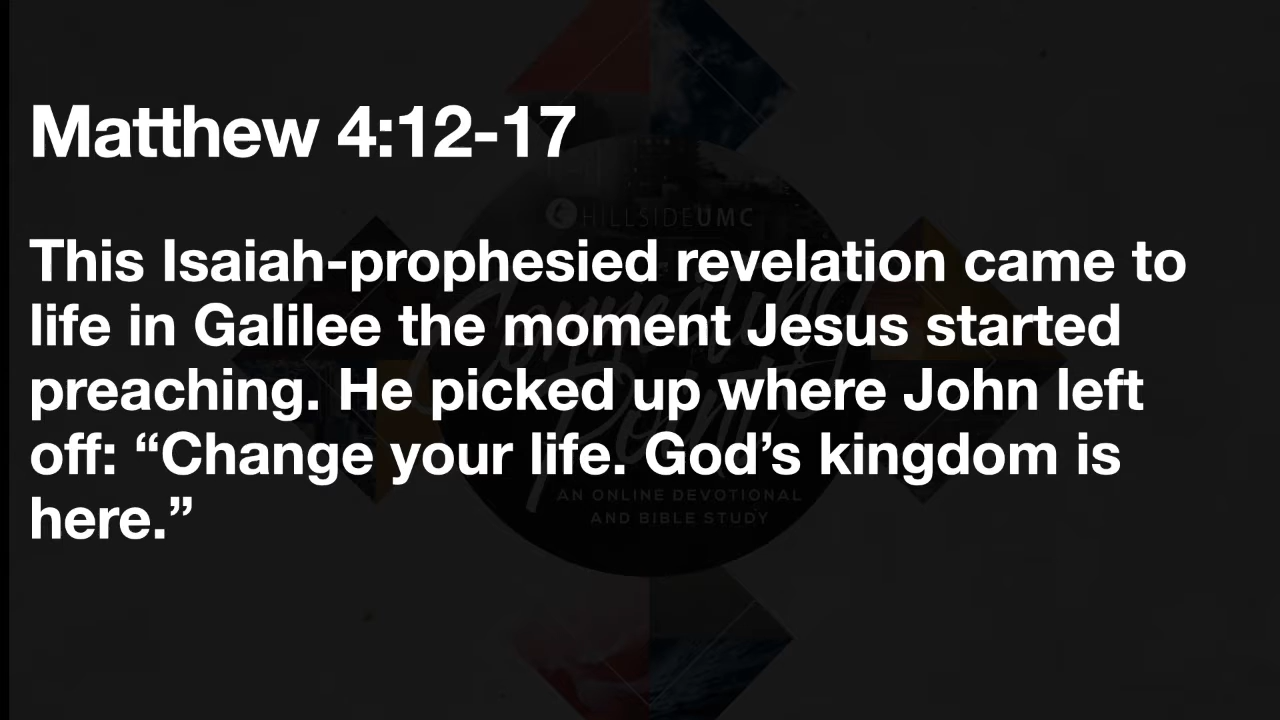 Matthew 4:12-17
HILLSIDEUMC
This Isaiah-prophesied revelation came to
life in Galilee the moment Jesus started
preaching. He picked up where John left
off: “Change your life. God’s kingdom is
here.”
Connecting
Point
AN ONLINE DEVOTIONAL
AND BIBLE STUDY